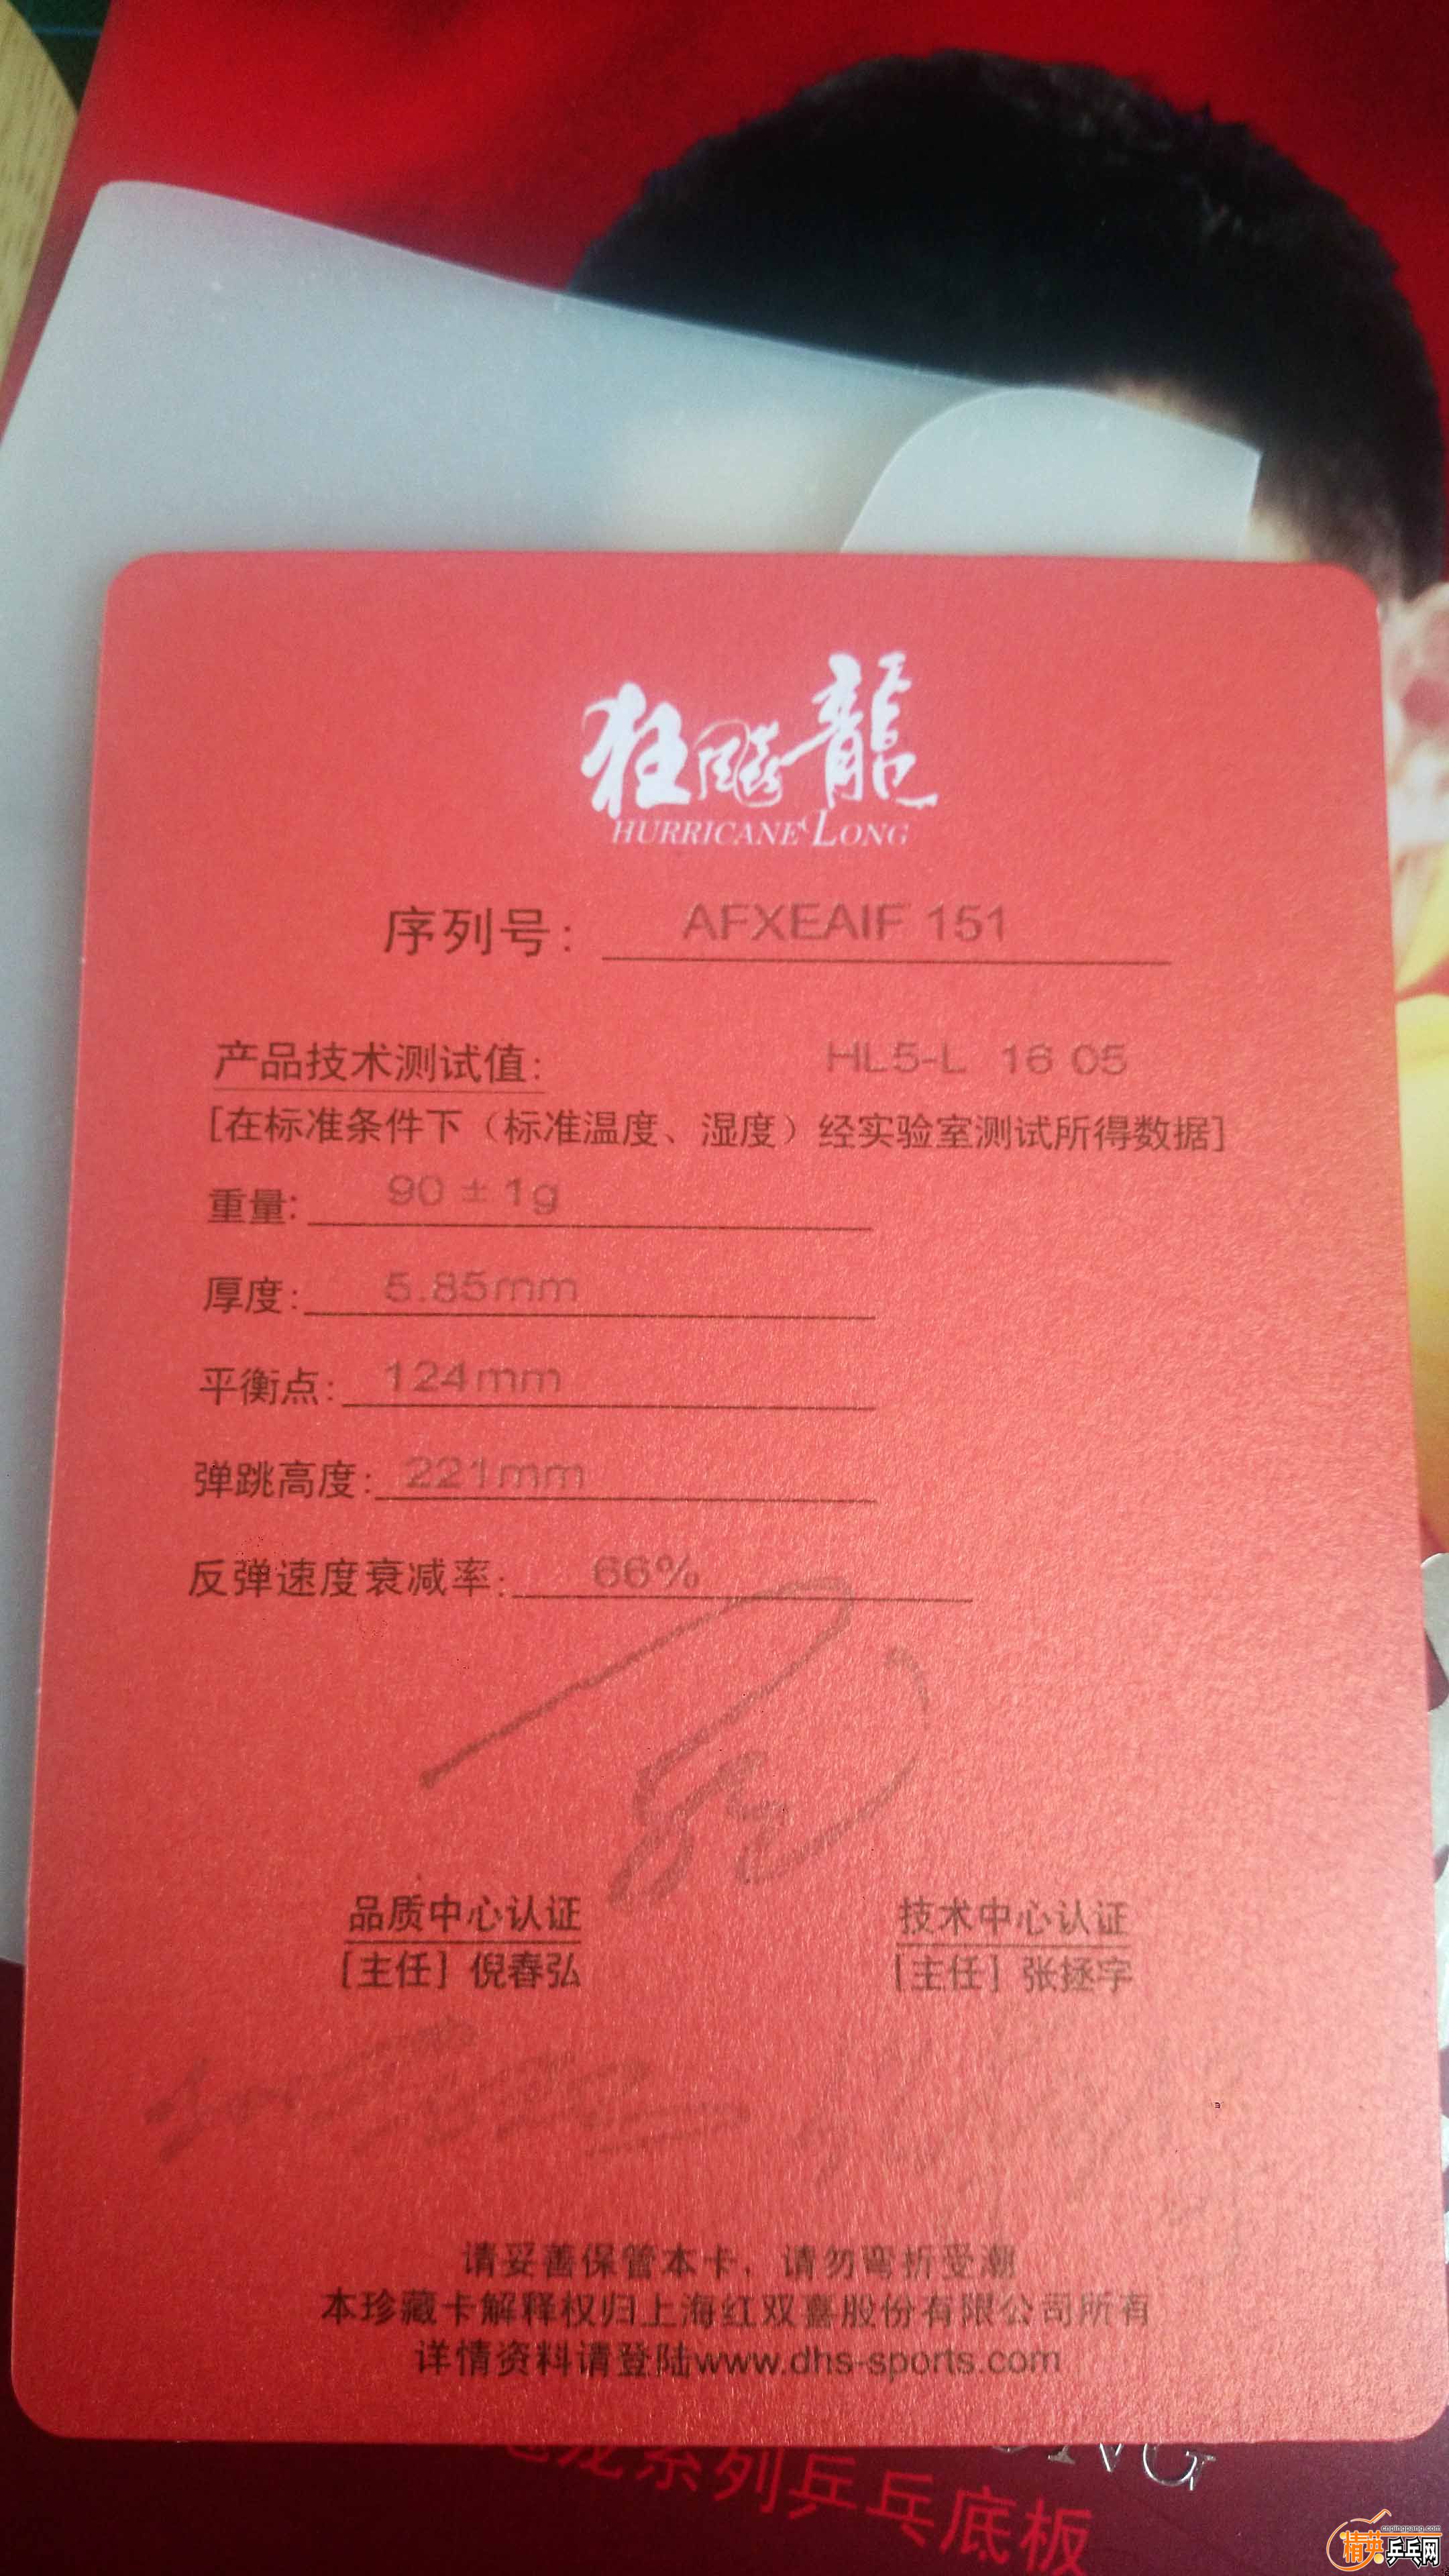 狂飚龍
HURRICANE LONG
序列号: AFXEAIF 151
产品技术测试值: HL5-L 16 05
[在标准条件下（标准温度、湿度）经实验室测试所得数据]
重量: 90 ± 1g
厚度: 5.85mm
平衡点: 124mm
弹跳高度: 221mm
反弹速度衰减率: 66%
品质中心认证 技术中心认证
[主任] 倪春弘 [主任] 张拯宇
请妥善保管本卡，请勿弯折受潮
本珍藏卡解释权归上海红双喜股份有限公司所有
详情资料请登陆www.dhs-sports.com
NG
龙系列乒乓底板
cnpingpang.com
精英乒乓网